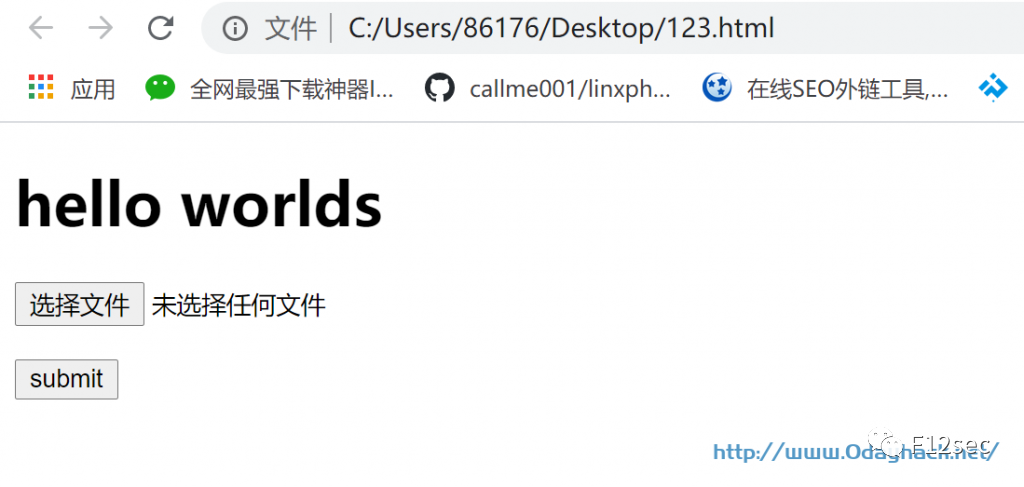 文件 C:/Users/86176/Desktop/123.html
应用 全网最强下载神器I... callme001/linxph... 在线SEO外链工具,...
hello worlds
选择文件 未选择任何文件
submit
E12sec
http://www.0dayhack.net/